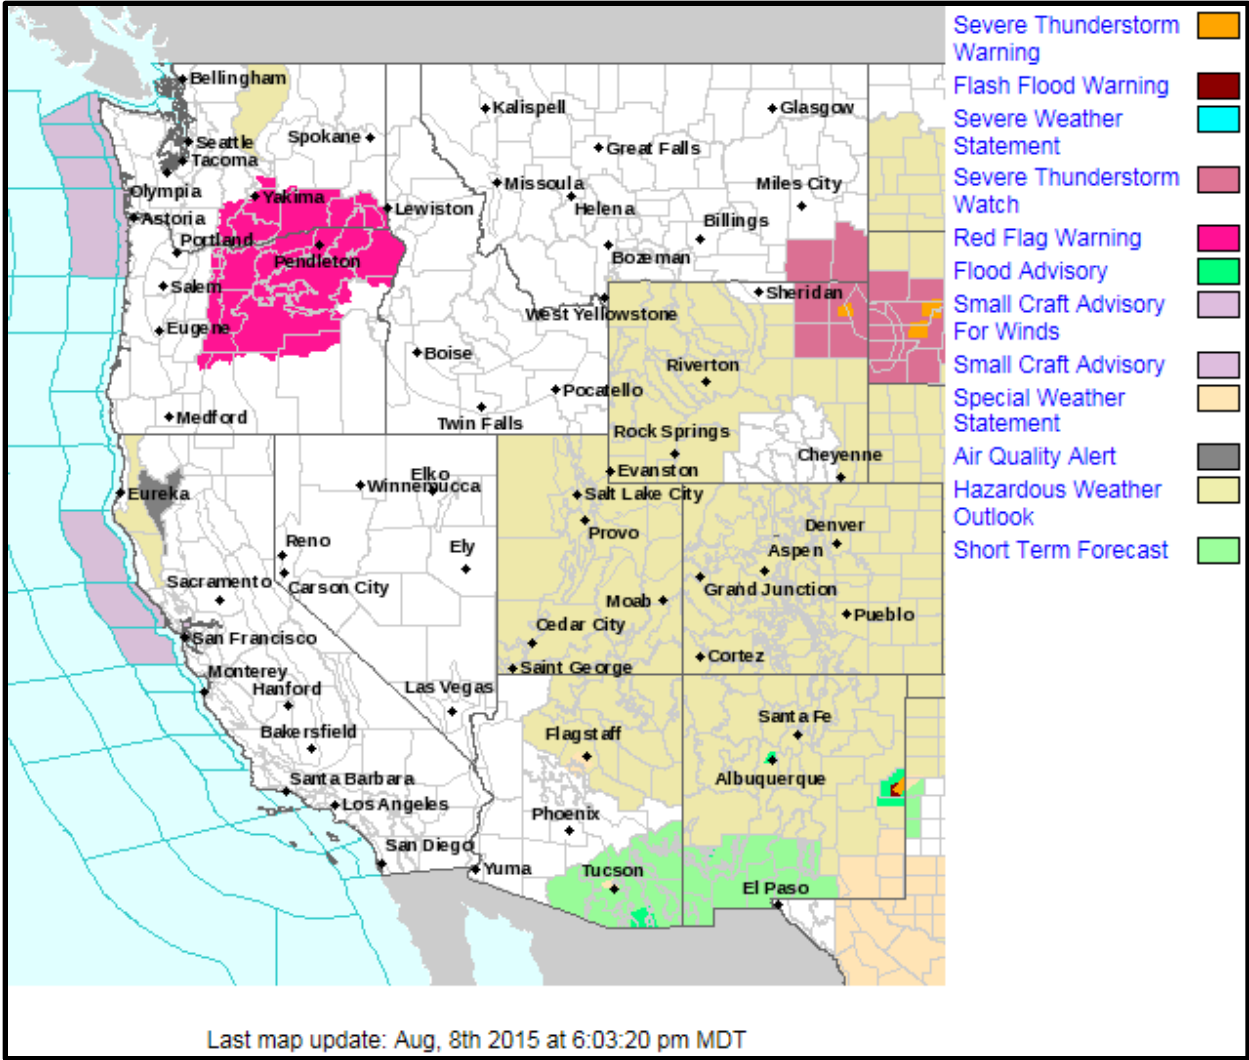 Bellingham
Kalispell
Glasgow
Seattle
Spokane
Great Falls
Tacoma
Olympia
Yakima
Missoula
Miles City
Lewiston
Helena
Astoria
Billings
Portland
Pendleton
Bozeman
Salem
Sheridan
West Yellowstone
Eugene
Boise
Riverton
Pocatello
Medford
Twin Falls
Rock Springs
Cheyenne
Evanston
Elko
Winnemucca
Eureka
Salt Lake City
Denver
Provo
Reno
Ely
Aspen
Sacramento
Carson City
Grand Junction
Moab
Pueblo
Cedar City
San Francisco
Cortez
Saint George
Monterey
Hanford
Las Vegas
Santa Fe
Bakersfield
Flagstaff
Albuquerque
Santa Barbara
Los Angeles
Phoenix
San Diego
Yuma
Tucson
El Paso
Severe Thunderstorm
Warning
Flash Flood Warning
Severe Weather
Statement
Severe Thunderstorm
Watch
Red Flag Warning
Flood Advisory
Small Craft Advisory
For Winds
Small Craft Advisory
Special Weather
Statement
Air Quality Alert
Hazardous Weather
Outlook
Short Term Forecast
Last map update: Aug, 8th 2015 at 6:03:20 pm MDT